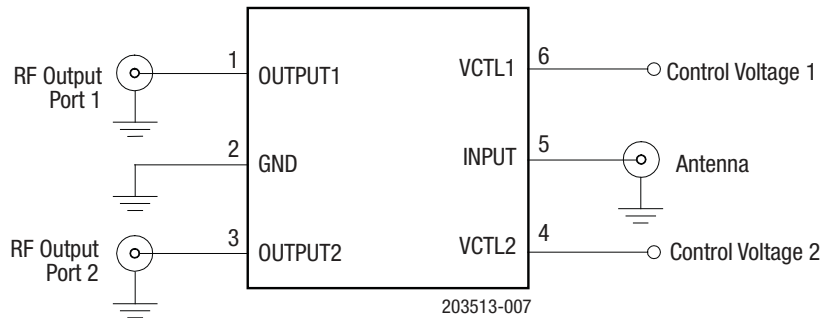 RF Output
Port 1
1
OUTPUT1
VCTL1
6
Control Voltage 1
2
GND
INPUT
5
Antenna
RF Output
Port 2
3
OUTPUT2
VCTL2
4
Control Voltage 2
203513-007